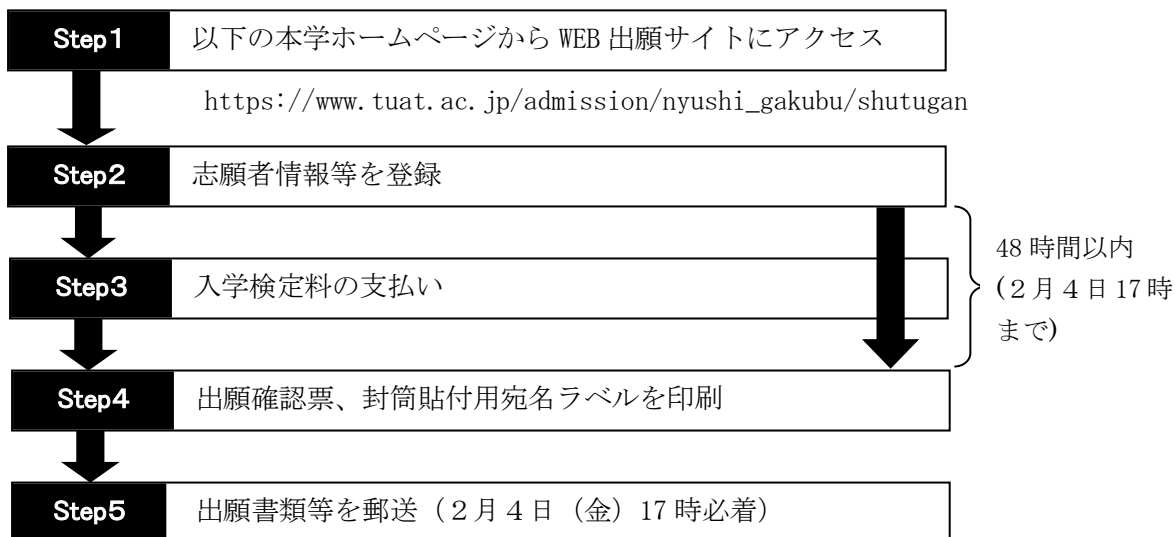 Step1 以下の本学ホームページから WEB 出願サイトにアクセス
https://www.tuat.ac.jp/admission/nyushi_gakubu/shutugan
Step2 志願者情報等を登録
48 時間以内
(２月４日 17 時
まで)
Step3 入学検定料の支払い
Step4 出願確認票、封筒貼付用宛名ラベルを印刷
Step5 出願書類等を郵送（２月４日（金）17 時必着）